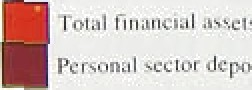 Total financial assets
Personal sector depo